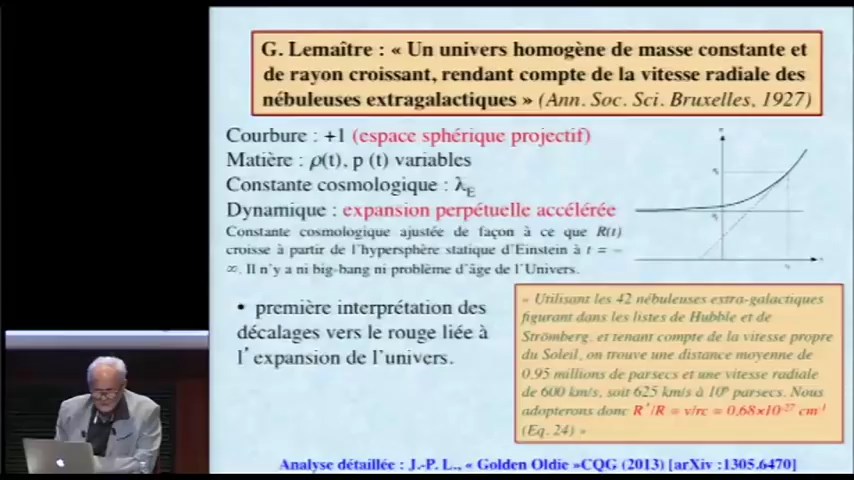 G. Lemaître : « Un univers homogène de masse constante et
de rayon croissant, rendant compte de la vitesse radiale des
nébuleuses extragalactiques » (Ann. Soc. Sci. Bruxelles, 1927)
Courbure : +1 (espace sphérique projectif)
Matière : ρ(t), p (t) variables
Constante cosmologique : λE
Dynamique : expansion perpétuelle accélérée
Constante cosmologique ajustée de façon à ce que R(t)
croisse à partir de l'hypersphère statique d'Einstein à t = –
∞. Il n'y a ni big-bang ni problème d'âge de l'Univers.
• première interprétation des
décalages vers le rouge liée à
l'expansion de l'univers.
« Utilisant les 42 nébuleuses extra-galactiques
figurant dans les listes de Hubble et de
Strömberg, et tenant compte de la vitesse propre
du Soleil, on trouve une distance moyenne de
0,95 millions de parsecs et une vitesse radiale
de 600 km/s, soit 625 km/s à 10⁶ parsecs. Nous
adopterons donc R'/R = v/rc = 0,68×10⁻²⁷ cm⁻¹
(Eq. 24) »
Analyse détaillée : J.-P. L., « Golden Oldie »CQG (2013) [arXiv :1305.6470]